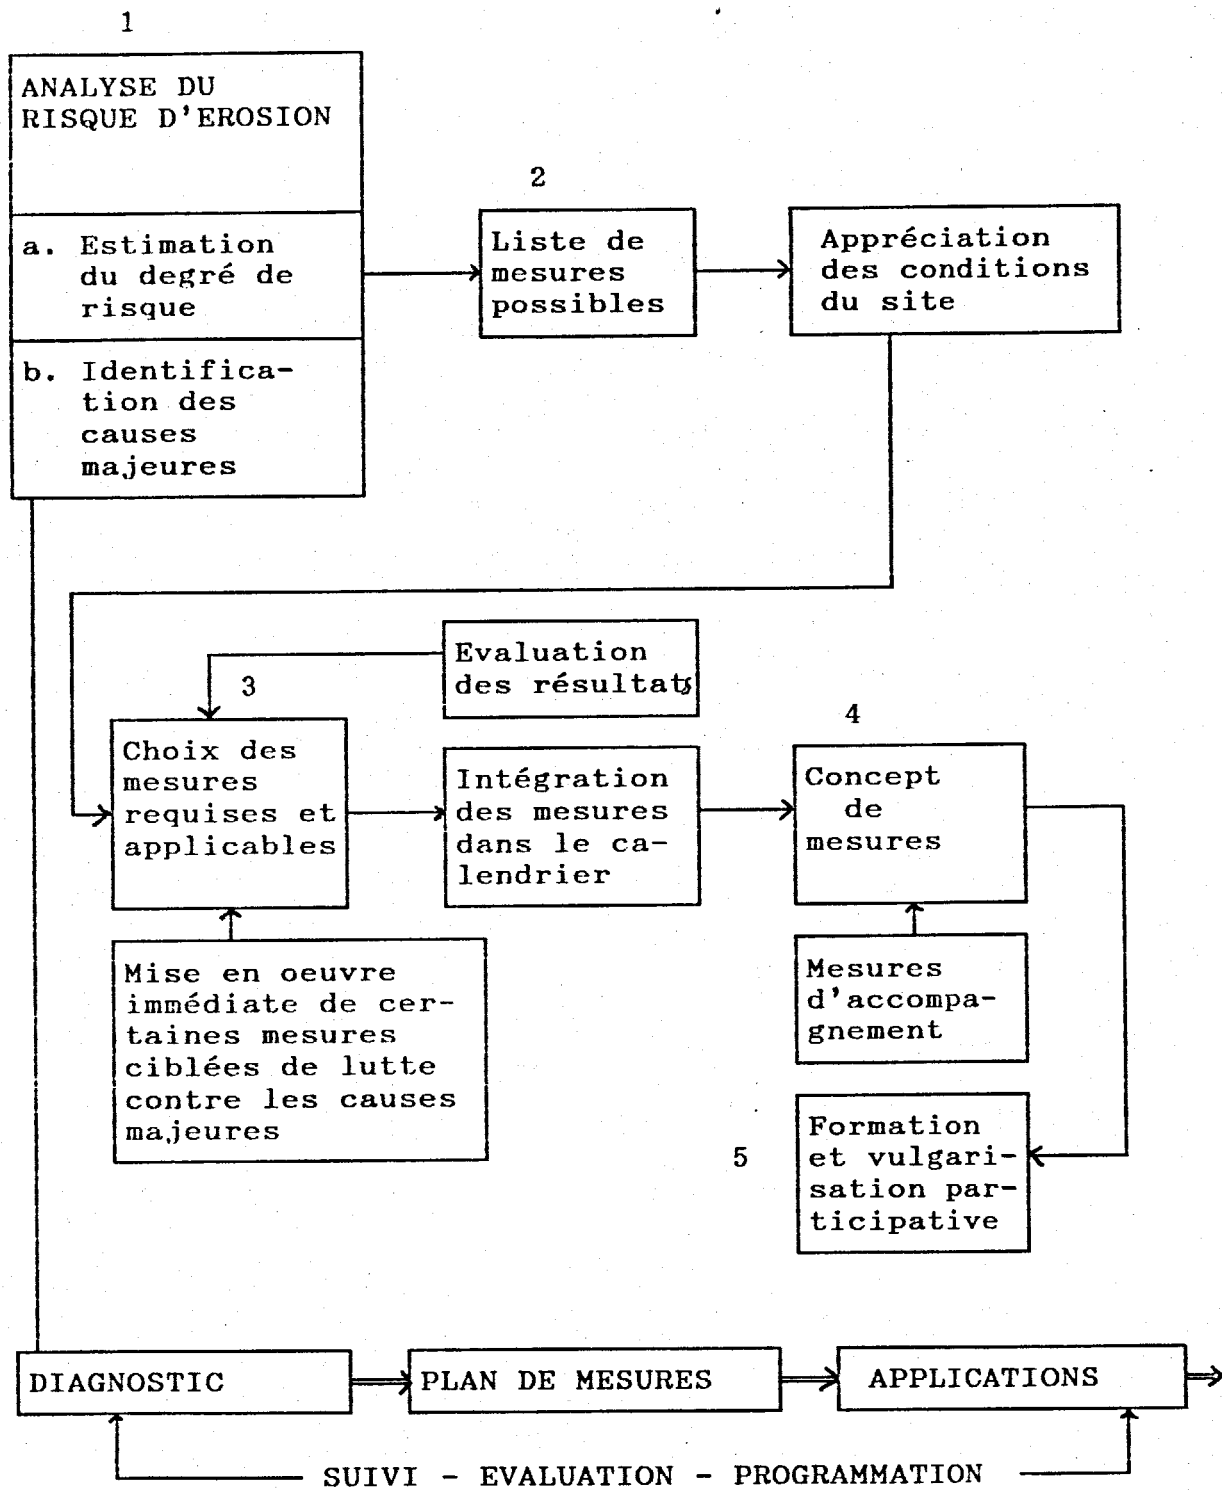 1
ANALYSE DU
RISQUE D'EROSION
a. Estimation
du degré de
risque
b. Identifica-
tion des
causes
majeures
2
Liste de
mesures
possibles
Appréciation
des conditions
du site
Evaluation
des résultats
3
Choix des
mesures
requises et
applicables
Intégration
des mesures
dans le ca-
lendrier
4
Concept
de
mesures
Mise en oeuvre
immédiate de cer-
taines mesures
ciblées de lutte
contre les causes
majeures
Mesures
d'accompa-
gnement
5
Formation
et vulgari-
sation par-
ticipative
DIAGNOSTIC
PLAN DE MESURES
APPLICATIONS
SUIVI - EVALUATION - PROGRAMMATION